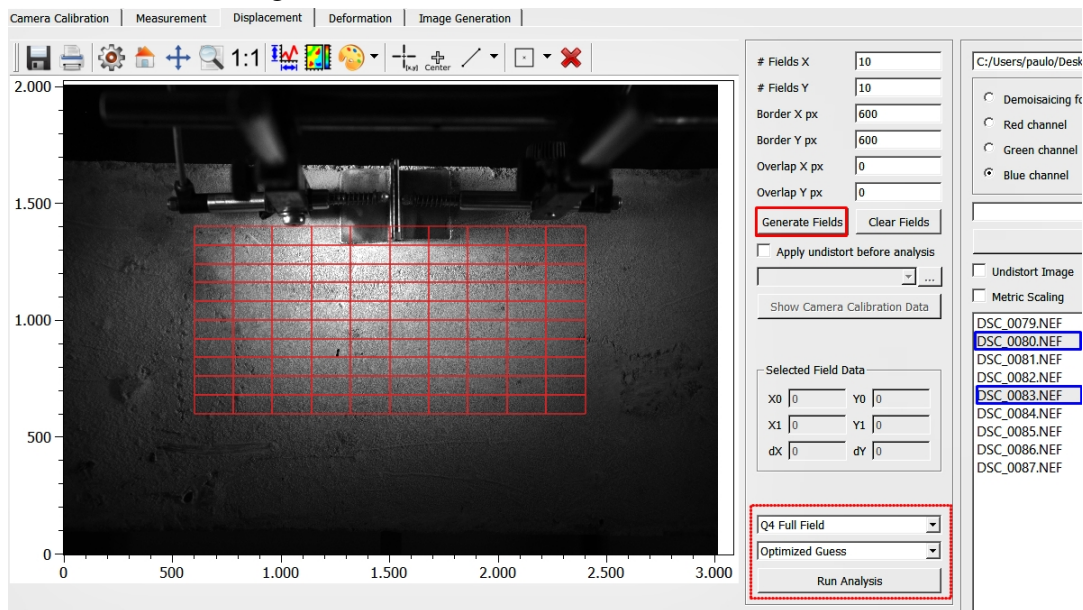 Camera Calibration Measurement Displacement Deformation Image Generation
1:1 [x,y] Center
2.000
1.500
1.000
500
0
0 500 1.000 1.500 2.000 2.500 3.000
# Fields X 10
# Fields Y 10
Border X px 600
Border Y px 600
Overlap X px 0
Overlap Y px 0
Generate Fields Clear Fields
Apply undistort before analysis
...
Show Camera Calibration Data
Selected Field Data
X0 0 Y0 0
X1 0 Y1 0
dX 0 dY 0
Q4 Full Field
Optimized Guess
Run Analysis
C:/Users/paulo/Desk
Demoisaicing fo
Red channel
Green channel
Blue channel
Undistort Image
Metric Scaling
DSC_0079.NEF
DSC_0080.NEF
DSC_0081.NEF
DSC_0082.NEF
DSC_0083.NEF
DSC_0084.NEF
DSC_0085.NEF
DSC_0086.NEF
DSC_0087.NEF